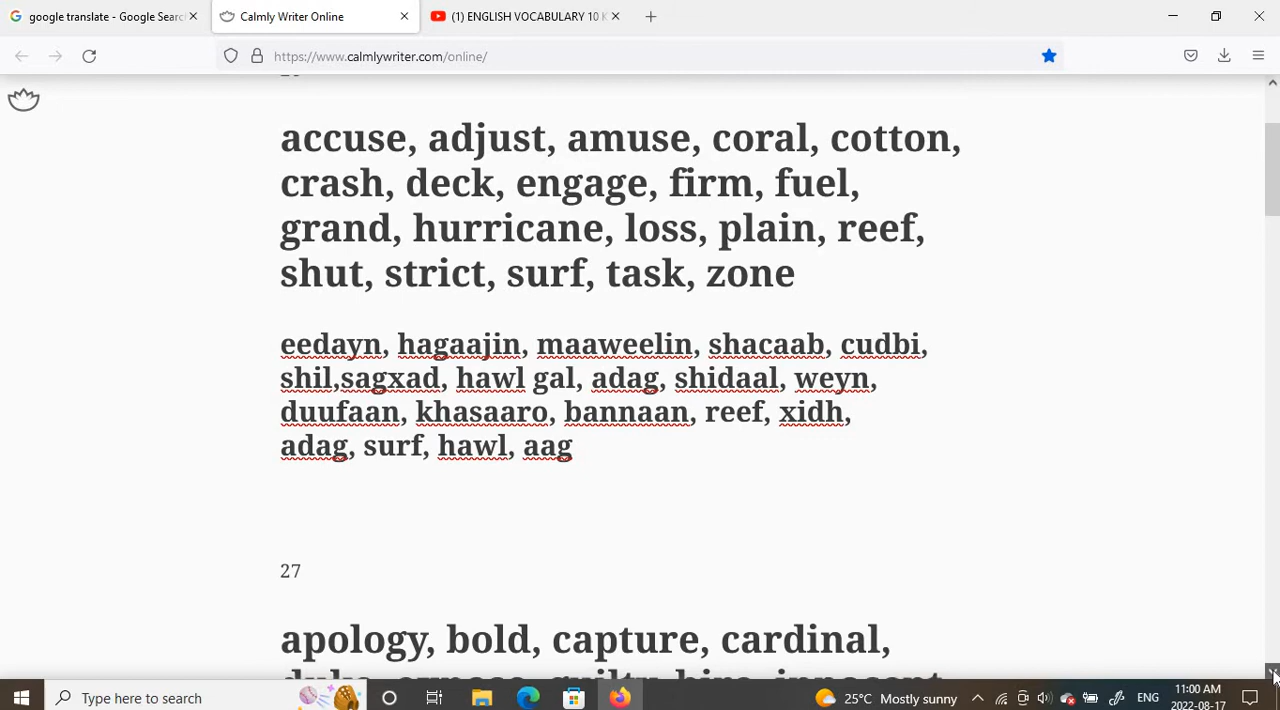 google translate - Google Searc
Calmly Writer Online
(1) ENGLISH VOCABULARY 10 K
https://www.calmlywriter.com/online/
accuse, adjust, amuse, coral, cotton,
crash, deck, engage, firm, fuel,
grand, hurricane, loss, plain, reef,
shut, strict, surf, task, zone
eedayn, hagaajin, maaweelin, shacaab, cudbi,
shil,sagxad, hawl gal, adag, shidaal, weyn,
duufaan, khasaaro, bannaan, reef, xidh,
adag, surf, hawl, aag
27
apology, bold, capture, cardinal,
Type here to search
25°C Mostly sunny
ENG
11:00 AM
2022-08-17